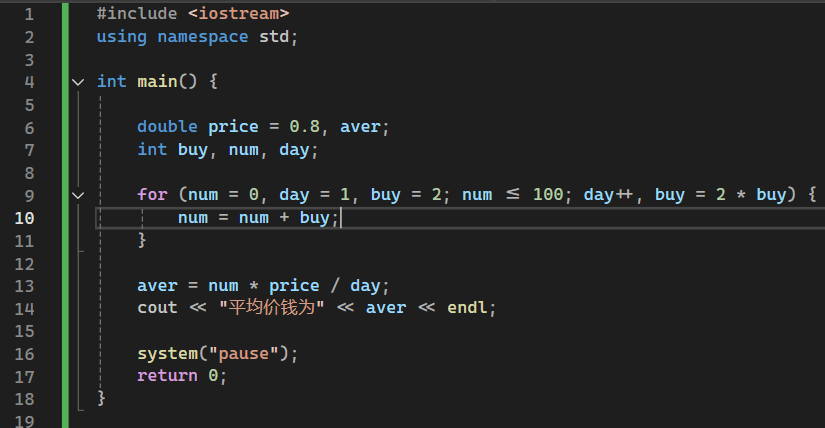 1 #include <iostream>
2 using namespace std;
3
4 int main() {
5
6 double price = 0.8, aver;
7 int buy, num, day;
8
9 for (num = 0, day = 1, buy = 2; num ≤ 100; day++, buy = 2 * buy) {
10 num = num + buy;
11 }
12
13 aver = num * price / day;
14 cout << "平均价钱为" << aver << endl;
15
16 system("pause");
17 return 0;
18 }
19